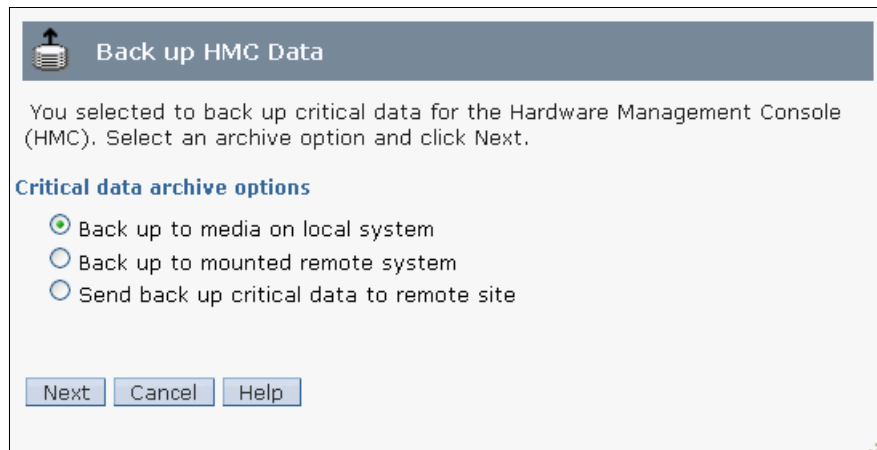 Back up HMC Data
You selected to back up critical data for the Hardware Management Console
(HMC). Select an archive option and click Next.
Critical data archive options
Back up to media on local system
Back up to mounted remote system
Send back up critical data to remote site
Next Cancel Help